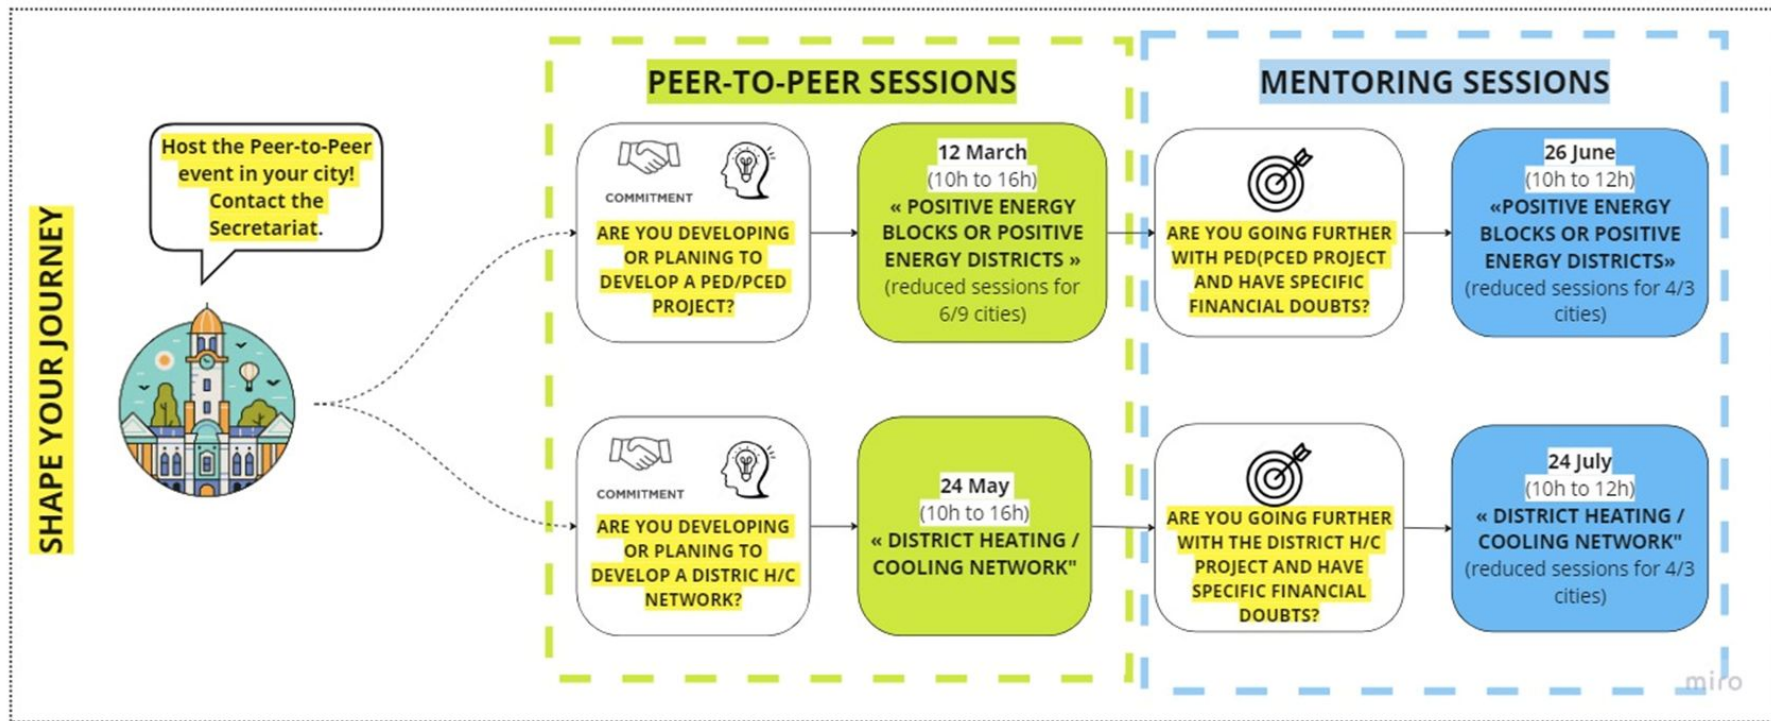 SHAPE YOUR JOURNEY
Host the Peer-to-Peer
event in your city!
Contact the
Secretariat.
PEER-TO-PEER SESSIONS
COMMITMENT
ARE YOU DEVELOPING
OR PLANING TO
DEVELOP A PED/PCED
PROJECT?
12 March
(10h to 16h)
« POSITIVE ENERGY
BLOCKS OR POSITIVE
ENERGY DISTRICTS »
(reduced sessions for
6/9 cities)
COMMITMENT
ARE YOU DEVELOPING
OR PLANING TO
DEVELOP A DISTRIC H/C
NETWORK?
24 May
(10h to 16h)
« DISTRICT HEATING /
COOLING NETWORK"
MENTORING SESSIONS
ARE YOU GOING FURTHER
WITH PED(PCED PROJECT
AND HAVE SPECIFIC
FINANCIAL DOUBTS?
26 June
(10h to 12h)
«POSITIVE ENERGY
BLOCKS OR POSITIVE
ENERGY DISTRICTS»
(reduced sessions for 4/3
cities)
ARE YOU GOING FURTHER
WITH THE DISTRICT H/C
PROJECT AND HAVE
SPECIFIC FINANCIAL
DOUBTS?
24 July
(10h to 12h)
« DISTRICT HEATING /
COOLING NETWORK"
(reduced sessions for 4/3
cities)
miro